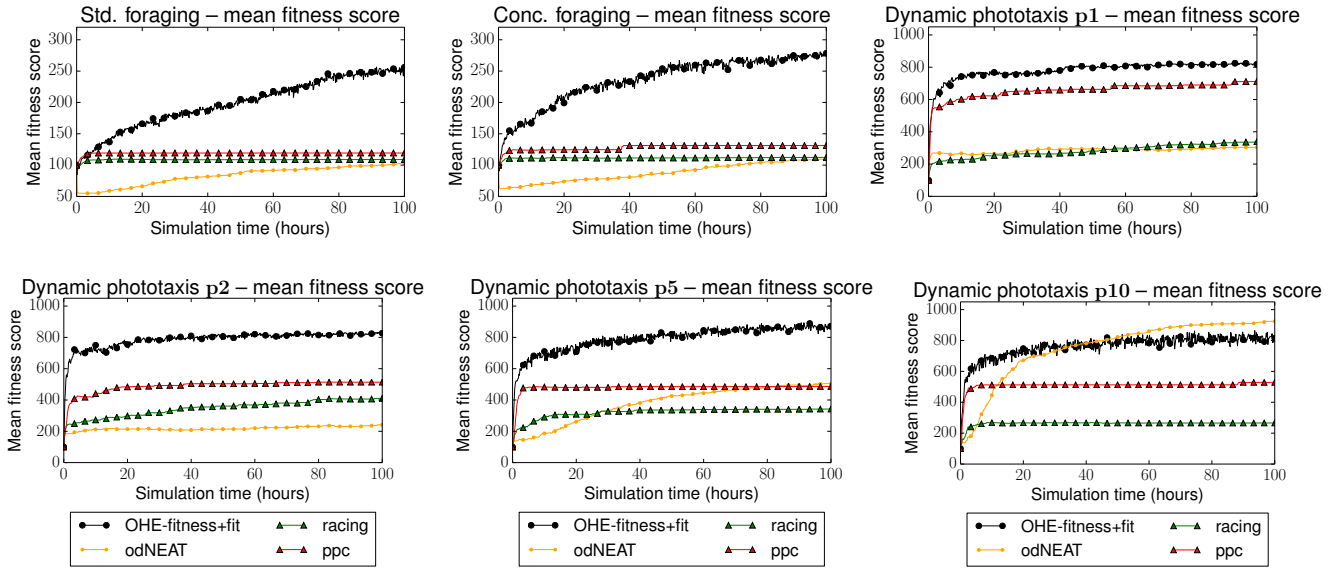 Std. foraging – mean fitness score
Mean fitness score
300
250
200
150
100
50
0 20 40 60 80 100
Simulation time (hours)
Conc. foraging – mean fitness score
Mean fitness score
300
250
200
150
100
50
0 20 40 60 80 100
Simulation time (hours)
Dynamic phototaxis p1 – mean fitness score
Mean fitness score
1000
800
600
400
200
0
0 20 40 60 80 100
Simulation time (hours)
Dynamic phototaxis p2 – mean fitness score
Mean fitness score
1000
800
600
400
200
0
0 20 40 60 80 100
Simulation time (hours)
Dynamic phototaxis p5 – mean fitness score
Mean fitness score
1000
800
600
400
200
0
0 20 40 60 80 100
Simulation time (hours)
Dynamic phototaxis p10 – mean fitness score
Mean fitness score
1000
800
600
400
200
0
0 20 40 60 80 100
Simulation time (hours)
OHE-fitness+fit racing
odNEAT ppc
OHE-fitness+fit racing
odNEAT ppc
OHE-fitness+fit racing
odNEAT ppc